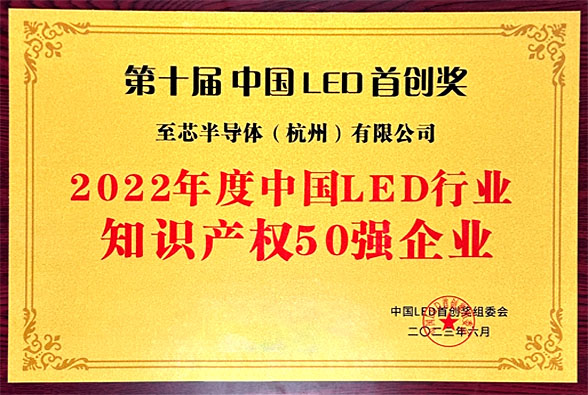 第十届 中国 LED 首创奖
至芯半导体（杭州）有限公司
2022年度中国LED行业
知识产权50强企业
中国LED首创奖组委会
二〇二三年六月